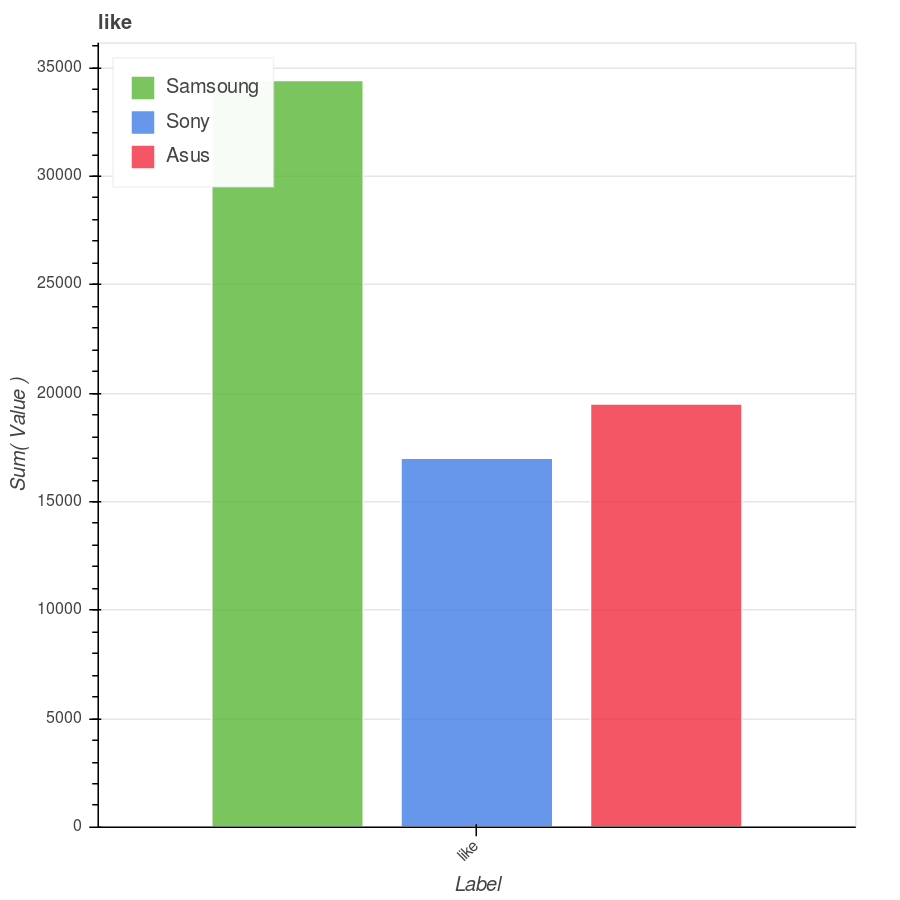 like
Samsoung
Sony
Asus
35000
30000
25000
20000
15000
10000
5000
0
Sum( Value )
like
Label